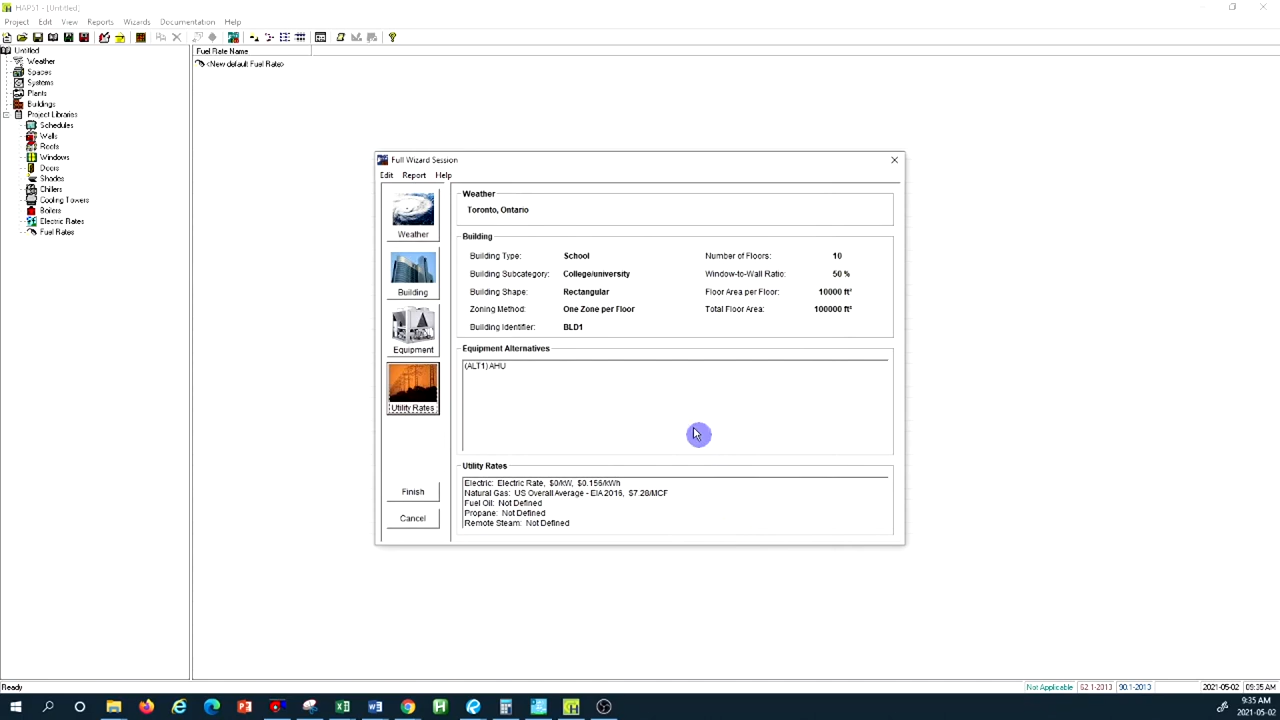 HAP51 - [Untitled]
Project Edit View Reports Wizards Documentation Help
Untitled
Weather
Spaces
Systems
Plants
Buildings
Project Libraries
Schedules
Walls
Roofs
Windows
Doors
Shades
Chillers
Cooling Towers
Boilers
Electric Rates
Fuel Rates
Fuel Rate Name
<New default Fuel Rate>
Full Wizard Session
Edit Report Help
Weather
Building
Equipment
Utility Rates
Finish
Cancel
Weather
Toronto, Ontario
Building
Building Type: School Number of Floors: 10
Building Subcategory: College/university Window-to-Wall Ratio: 50 %
Building Shape: Rectangular Floor Area per Floor: 10000 ft²
Zoning Method: One Zone per Floor Total Floor Area: 100000 ft²
Building Identifier: BLD1
Equipment Alternatives
(ALT1) AHU
Utility Rates
Electric: Electric Rate, $0/kW, $0.156/kWh
Natural Gas: US Overall Average - EIA 2016, $7.28/MCF
Fuel Oil: Not Defined
Propane: Not Defined
Remote Steam: Not Defined
Ready Not Applicable 62.1-2013 90.1-2013 2021-05-02 09:35 AM
9:35 AM
2021-05-02